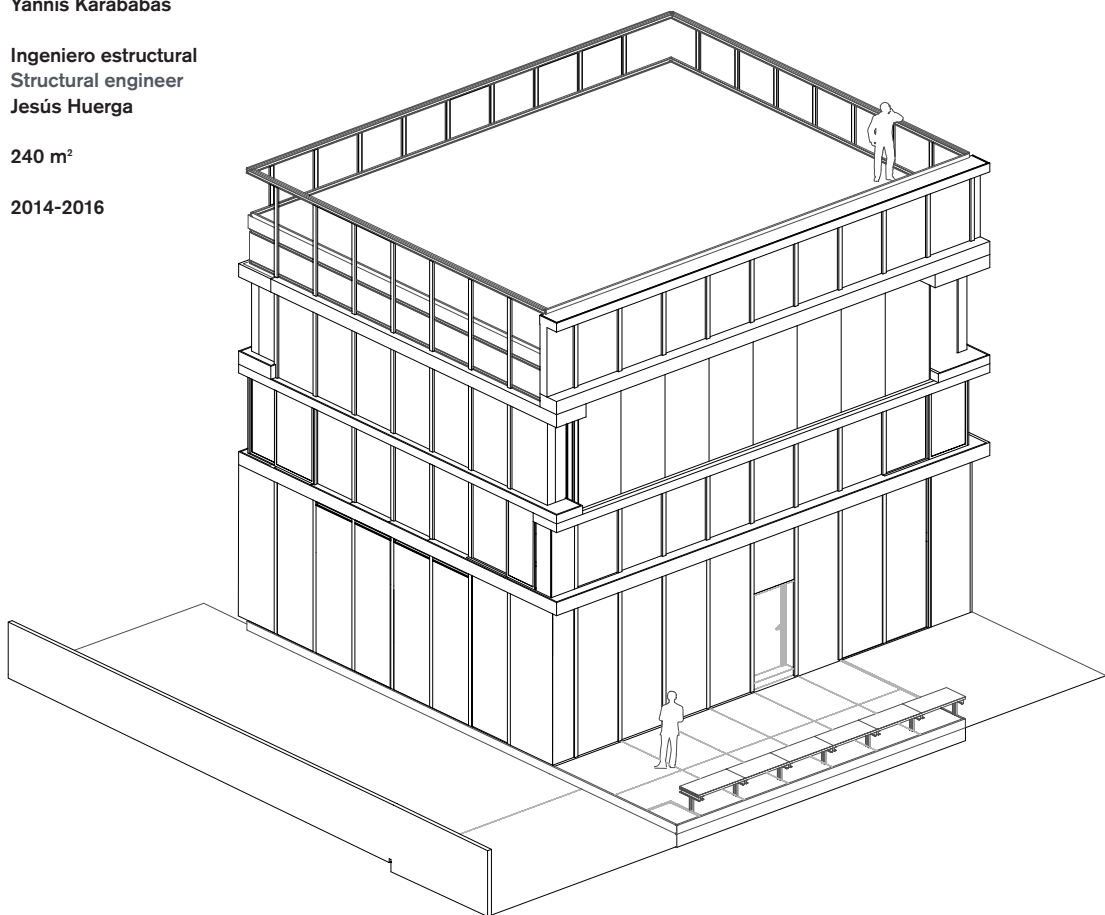 Yannis Karababas
Ingeniero estructural
Structural engineer
Jesús Huerga
240 m²
2014-2016